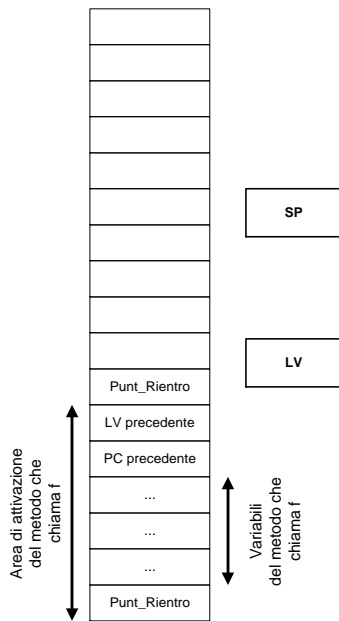 SP
LV
Punt_Rientro
LV precedente
PC precedente
...
...
...
Punt_Rientro
Area di attivazione
del metodo che
chiama f
Variabili
del metodo che
chiama f